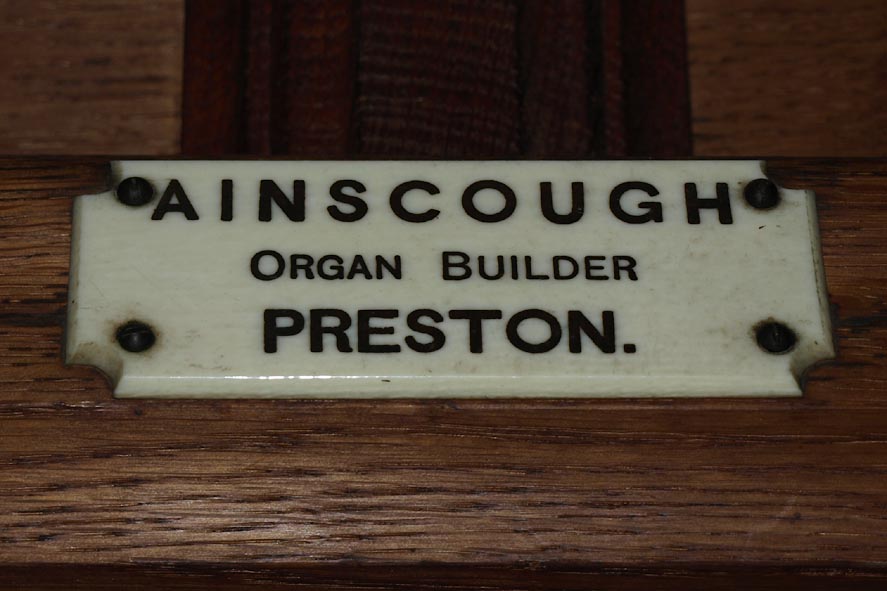 AINSCOUGH
ORGAN BUILDER
PRESTON.